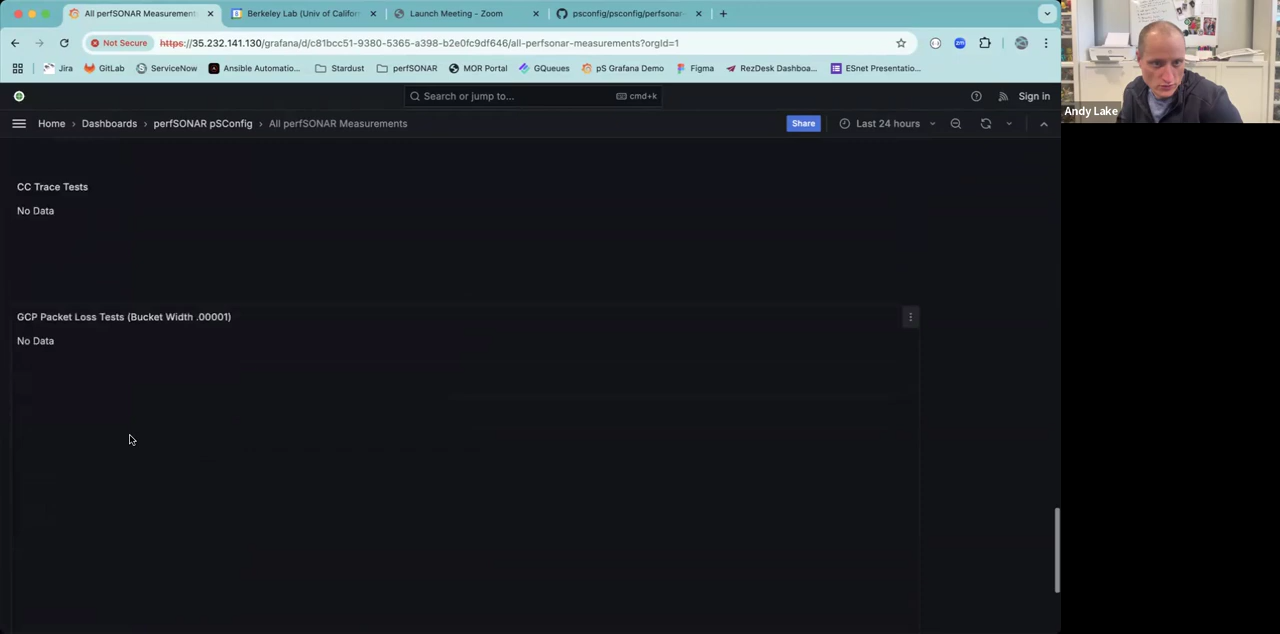 All perfSONAR Measurement
Berkeley Lab (Univ of Califor
Launch Meeting - Zoom
psconfig/psconfig/perfsonar-
Not Secure
https://35.232.141.130/grafana/d/c81bcc51-9380-5365-a398-b2e0fc9df646/all-perfsonar-measurements?orgId=1
Jira
GitLab
ServiceNow
Ansible Automatio...
Stardust
perfSONAR
MOR Portal
GQueues
pS Grafana Demo
Figma
RezDesk Dashboa...
ESnet Presentatio...
Search or jump to...
cmd+k
Sign in
Home > Dashboards > perfSONAR pSConfig > All perfSONAR Measurements
Share
Last 24 hours
Andy Lake
CC Trace Tests
No Data
GCP Packet Loss Tests (Bucket Width .00001)
No Data